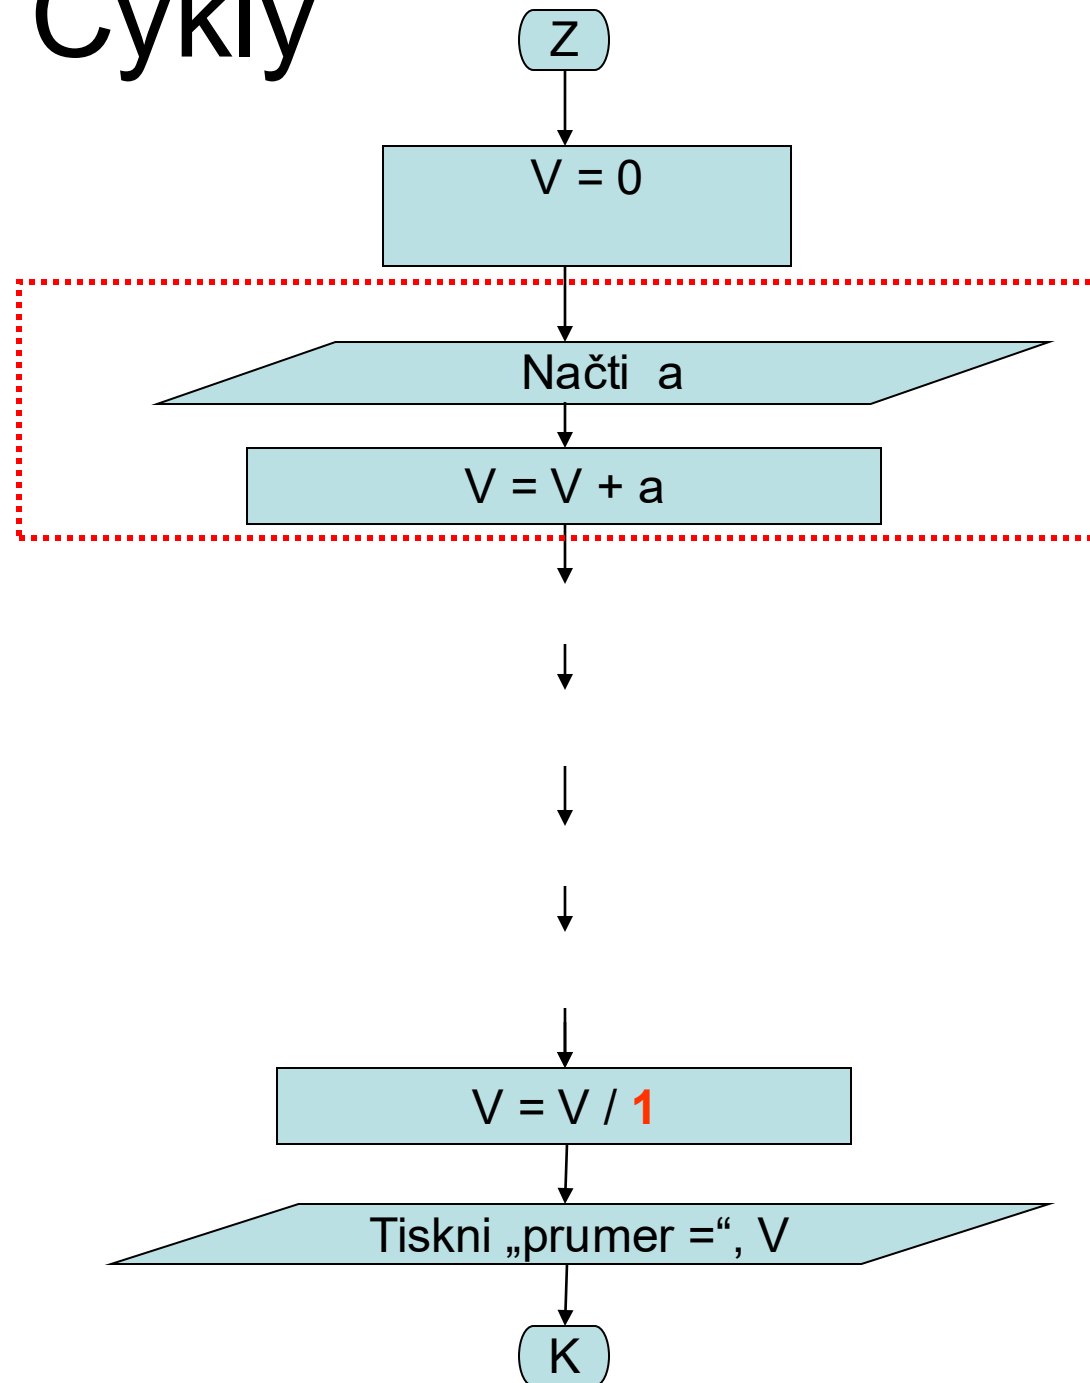 Cykly
Z
V = 0
Načti a
V = V + a
V = V / 1
Tiskni „prumer =“, V
K